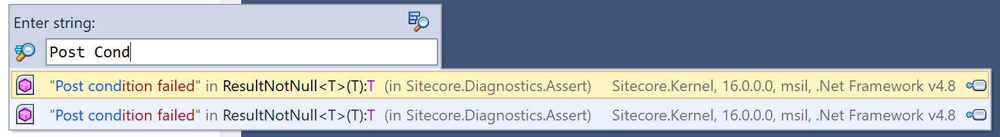 Enter string:
Post Cond
"Post condition failed" in ResultNotNull<T>(T):T (in Sitecore.Diagnostics.Assert) Sitecore.Kernel, 16.0.0.0, msil, .Net Framework v4.8
"Post condition failed" in ResultNotNull<T>(T):T (in Sitecore.Diagnostics.Assert) Sitecore.Kernel, 16.0.0.0, msil, .Net Framework v4.8